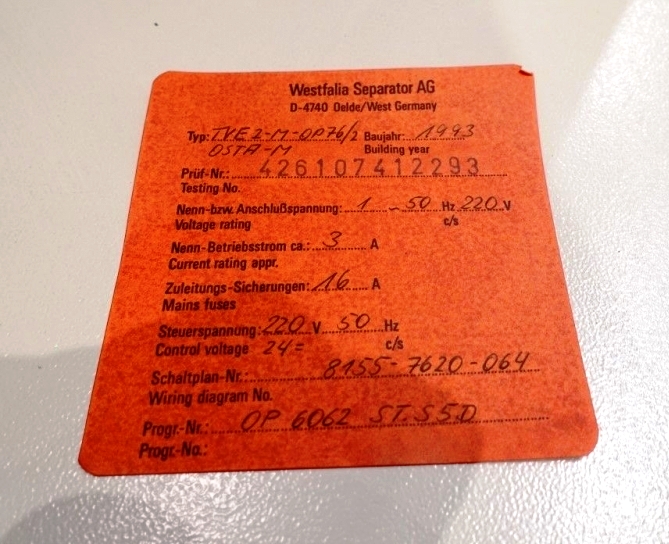 Westfalia Separator AG
D-4740 Oelde/West Germany
Typ: TVE 2-M-OP76/2 Baujahr: 1993
OSTA-M Building year
Prüf-Nr.: 426107412293
Testing No.
Nenn-bzw. Anschlußspannung: 1 ~ 50 Hz 220 V
Voltage rating c/s
Nenn-Betriebsstrom ca.: 3 A
Current rating appr.
Zuleitungs-Sicherungen: 16 A
Mains fuses
Steuerspannung: 220 V 50 Hz
Control voltage 24= c/s
Schaltplan-Nr.: 8155-7620-064
Wiring diagram No.
Progr.-Nr.: OP 6062 ST. S5D
Progr.-No.: